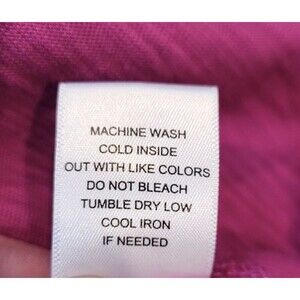 MACHINE WASH
COLD INSIDE
OUT WITH LIKE COLORS
DO NOT BLEACH
TUMBLE DRY LOW
COOL IRON
IF NEEDED